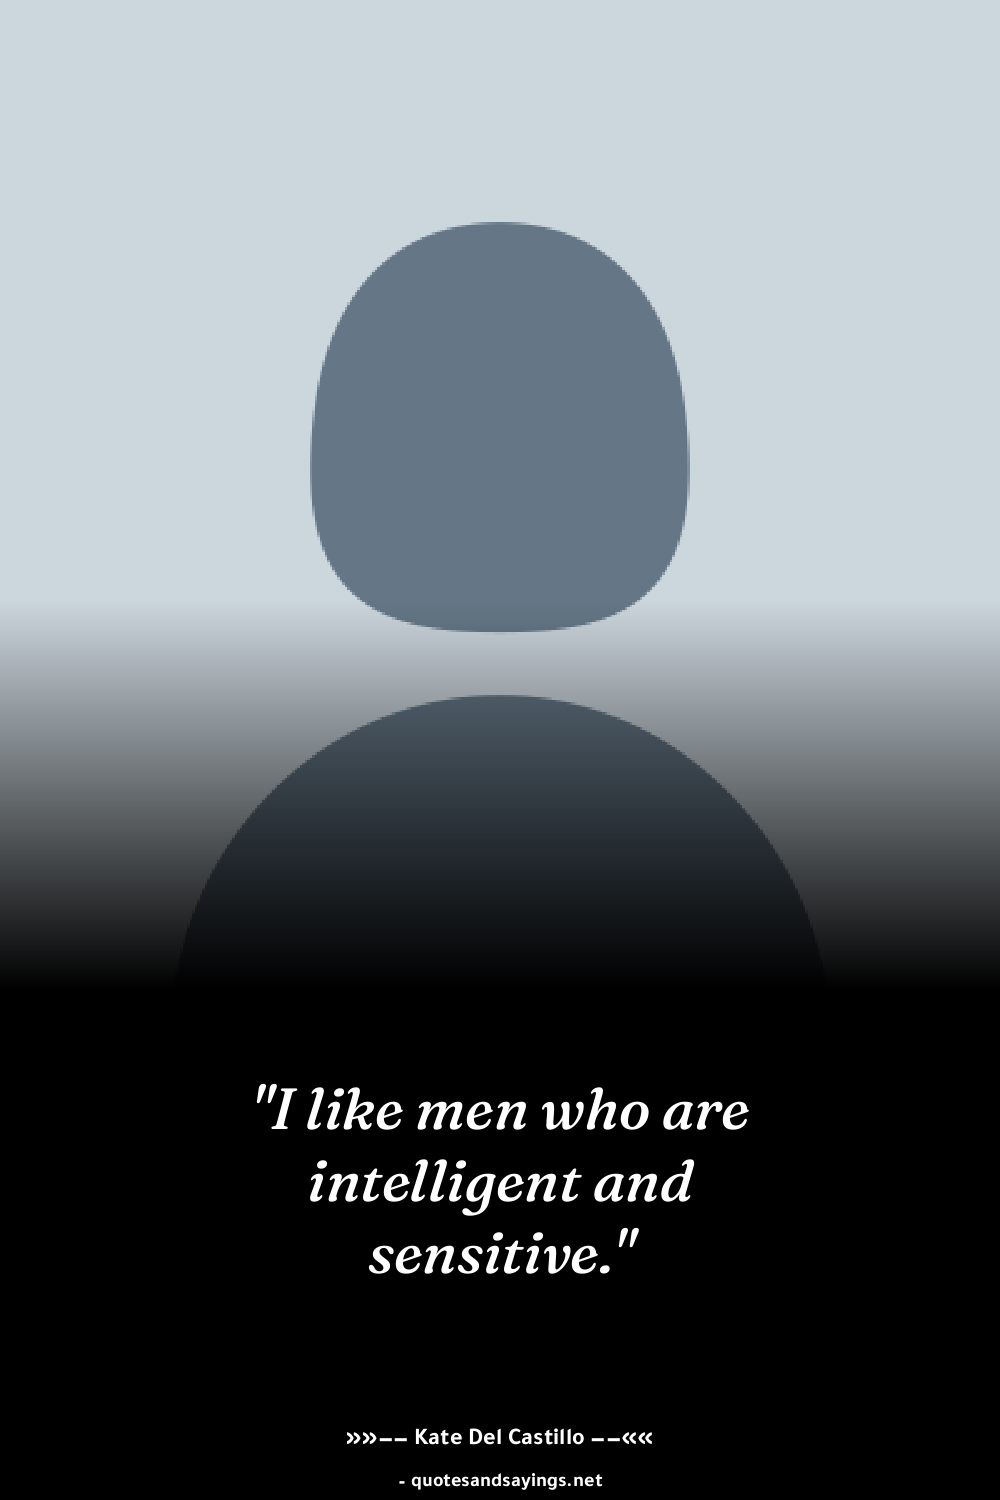 "I like men who are
intelligent and
sensitive."
»»−− Kate Del Castillo −−««
- quotesandsayings.net